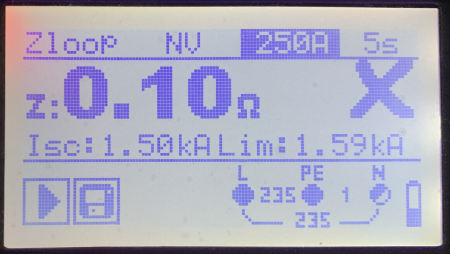 Zloop NV 250A 5s
Z:0.10Ω X
Isc:1.50kA Lim:1.59kA
L PE N
235 1
235